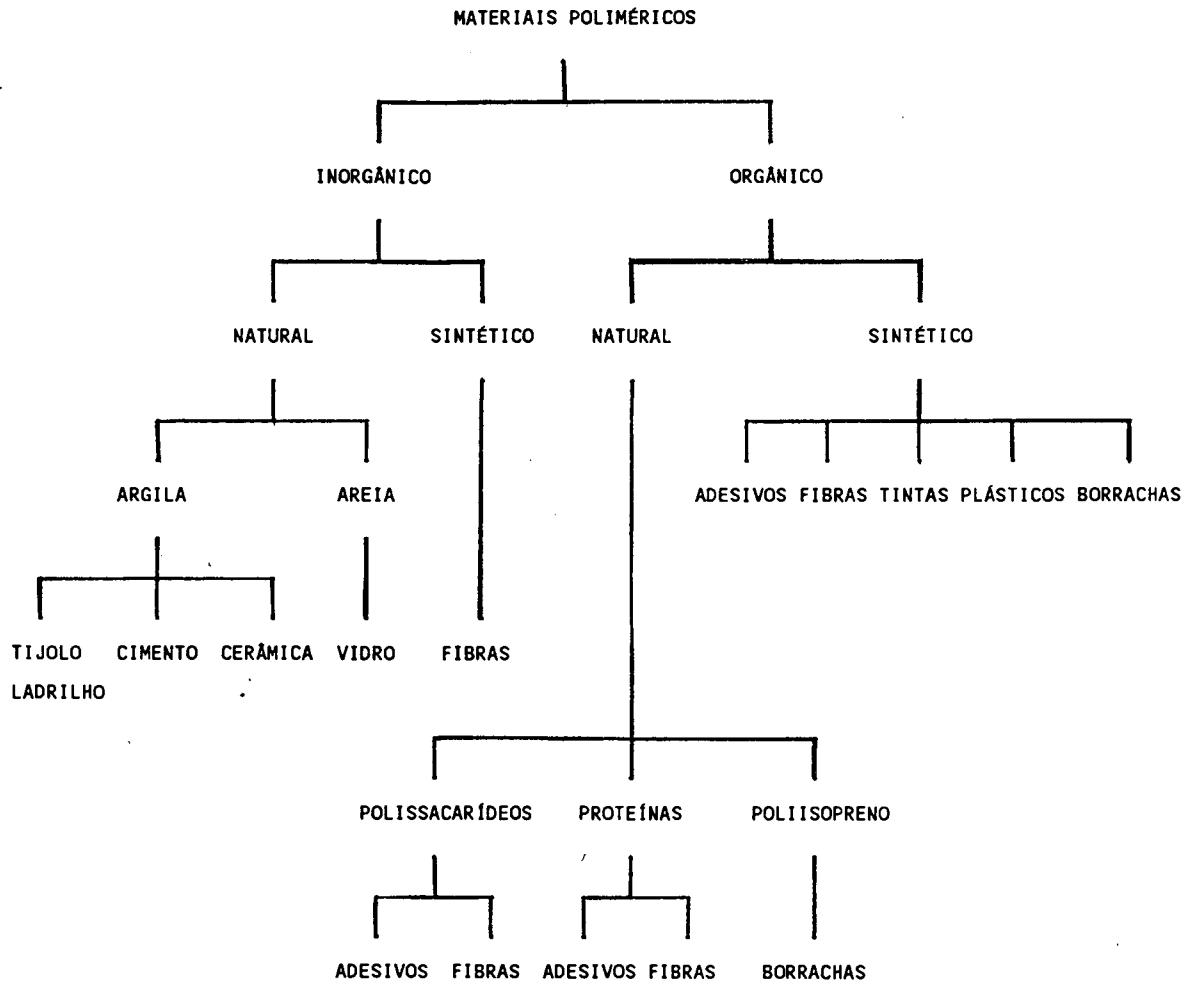 MATERIAIS POLIMÉRICOS
INORGÂNICO ORGÂNICO
NATURAL SINTÉTICO NATURAL SINTÉTICO
ARGILA AREIA ADESIVOS FIBRAS TINTAS PLÁSTICOS BORRACHAS
TIJOLO CIMENTO CERÂMICA VIDRO FIBRAS
LADRILHO
POLISSACARÍDEOS PROTEÍNAS POLIISOPRENO
ADESIVOS FIBRAS ADESIVOS FIBRAS BORRACHAS